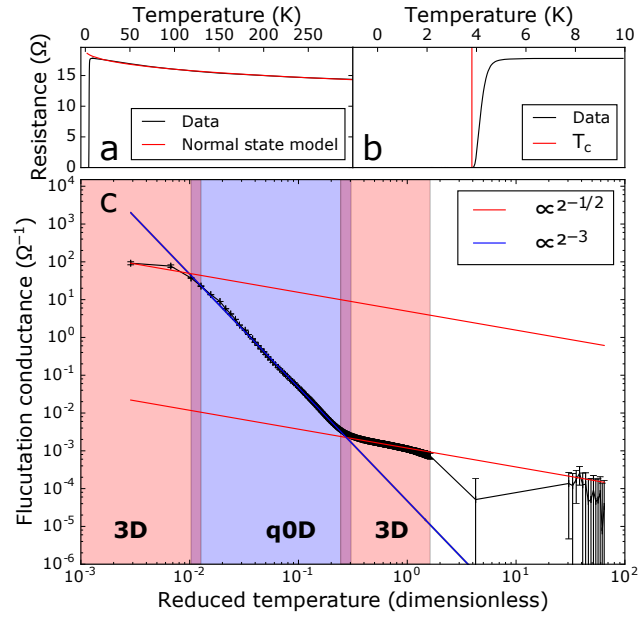 Temperature (K)
Temperature (K)
0 50 100 150 200 250
0 2 4 6 8 10
Resistance (Ω)
15
10
5
0
a
Data
Normal state model
b
Data
T_c
Flucutation conductance (Ω⁻¹)
10⁴
10³
10²
10¹
10⁰
10⁻¹
10⁻²
10⁻³
10⁻⁴
10⁻⁵
10⁻⁶
c
∝2⁻¹/²
∝2⁻³
3D
q0D
3D
10⁻³ 10⁻² 10⁻¹ 10⁰ 10¹ 10²
Reduced temperature (dimensionless)